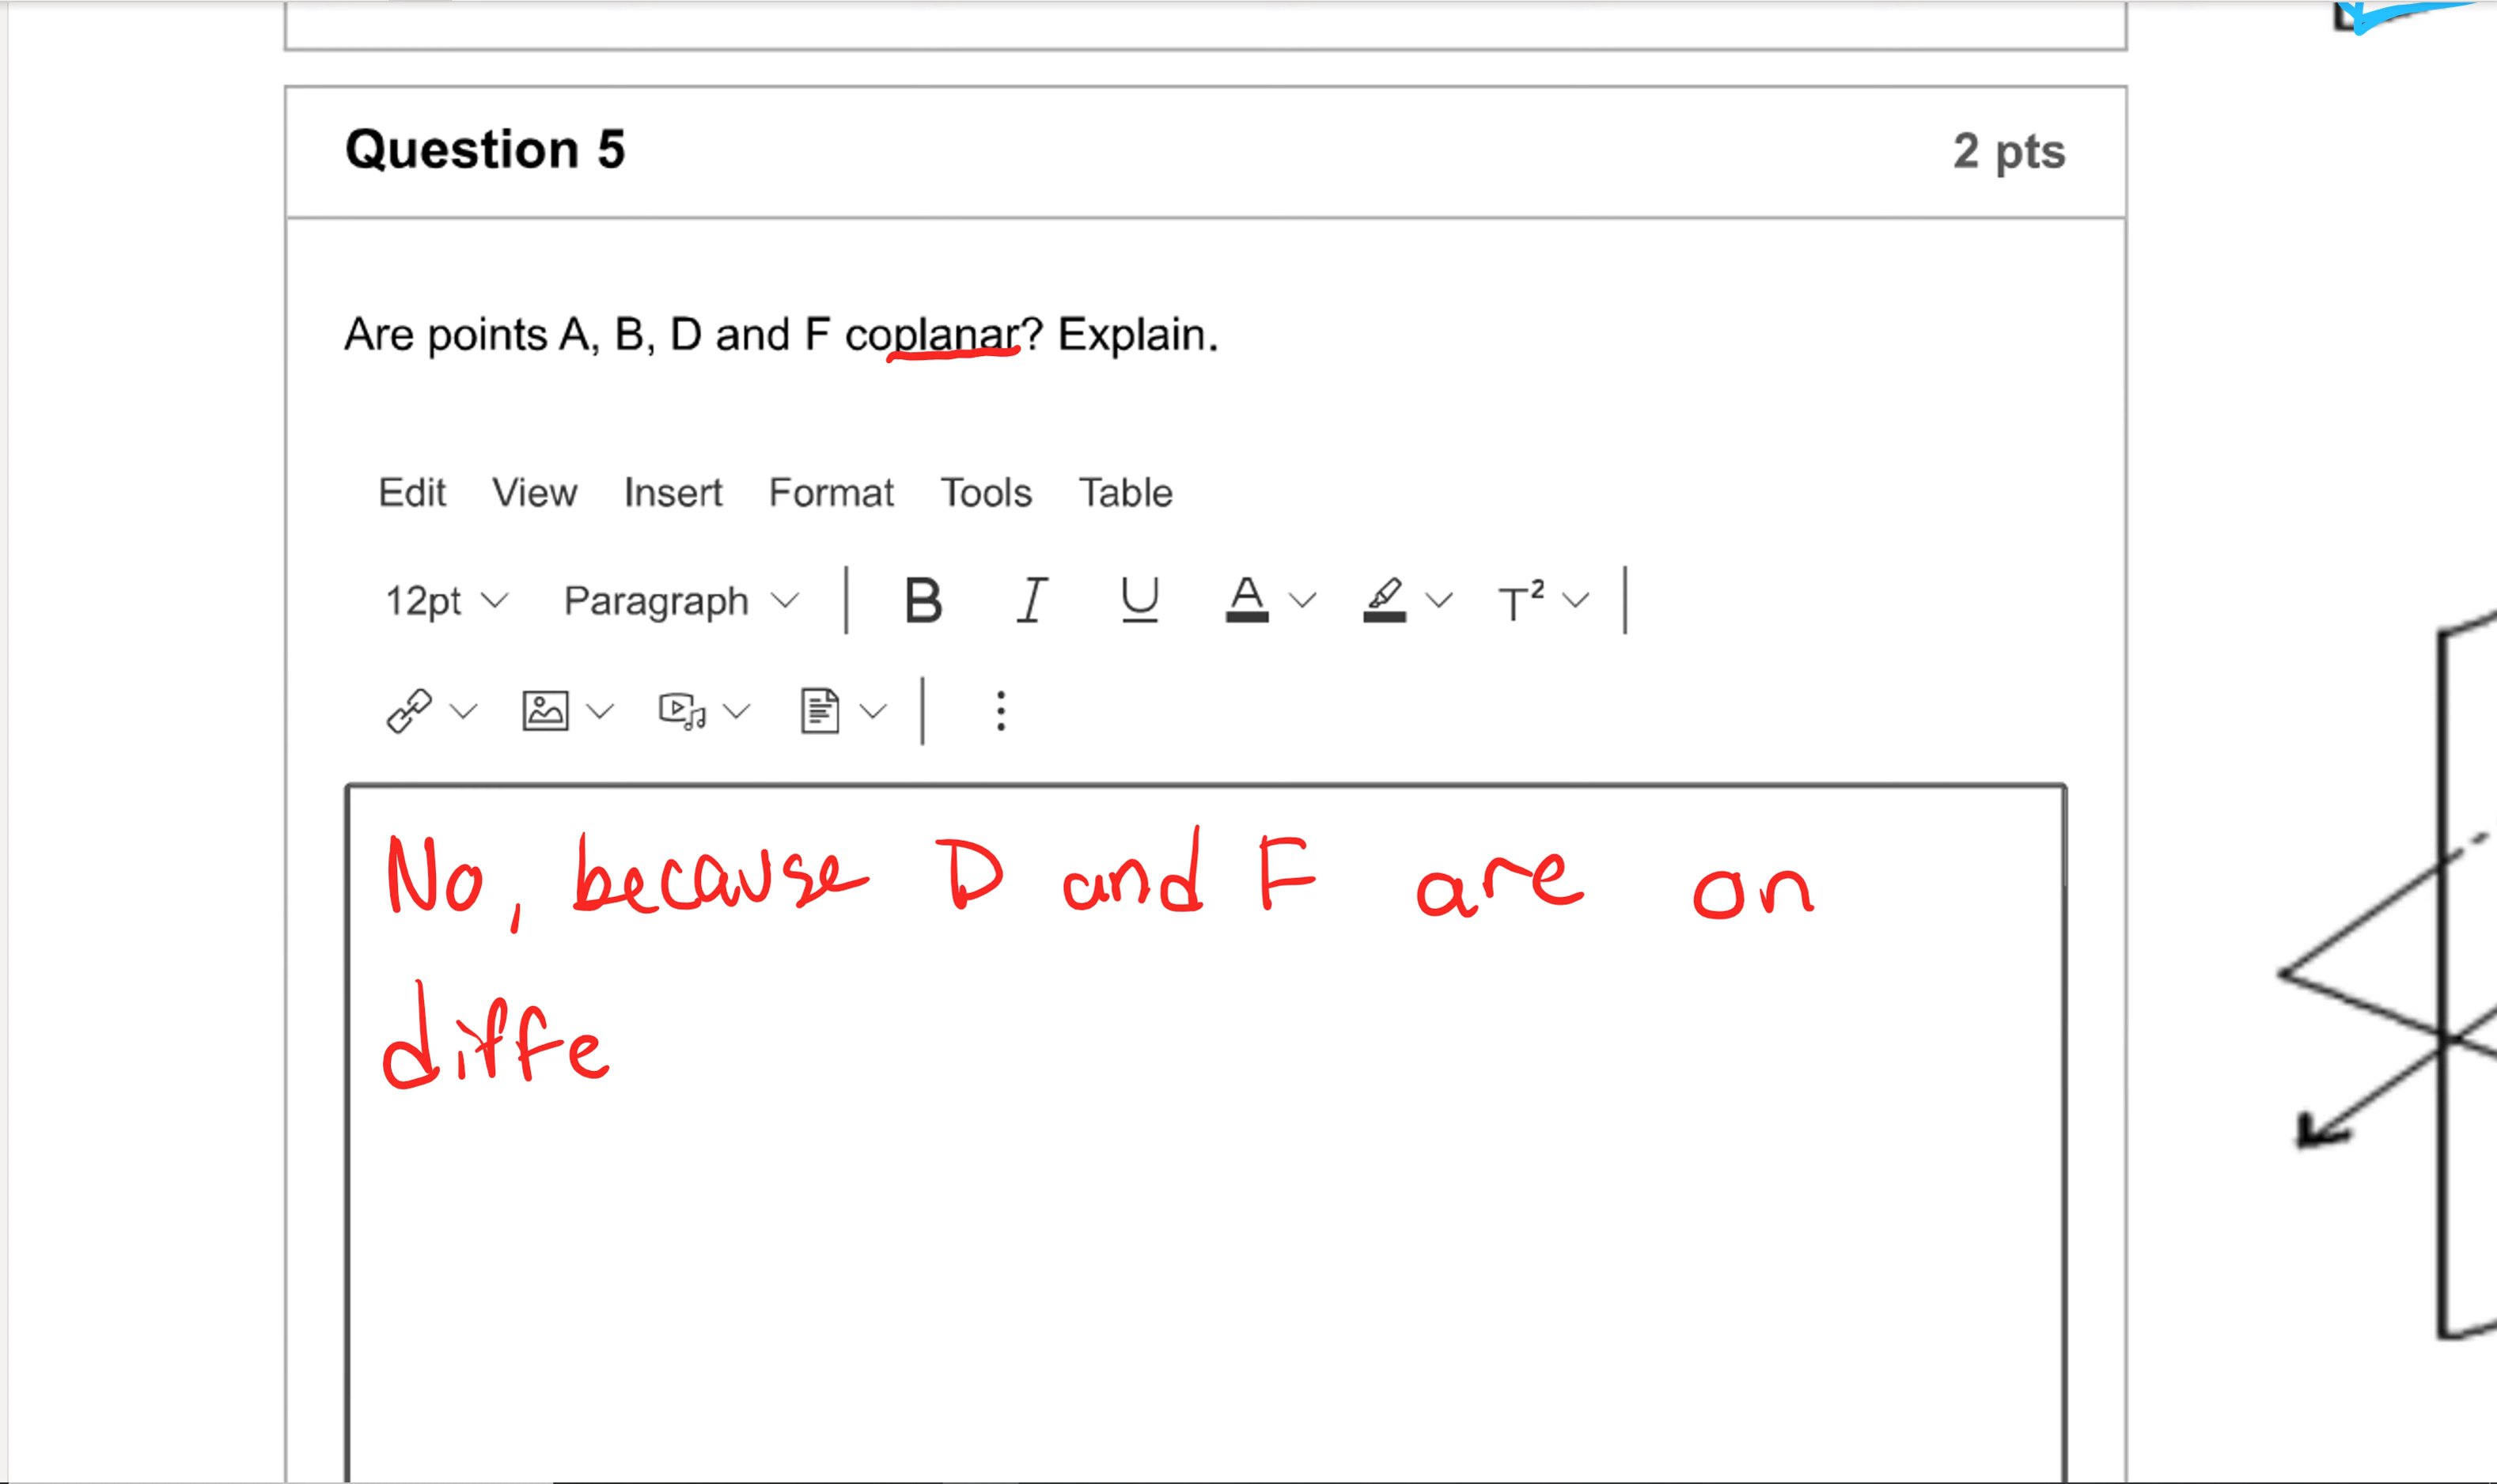 Question 5
2 pts
Are points A, B, D and F coplanar? Explain.
Edit View Insert Format Tools Table
12pt Paragraph B I U A T²
No, because D and F are on
diffe